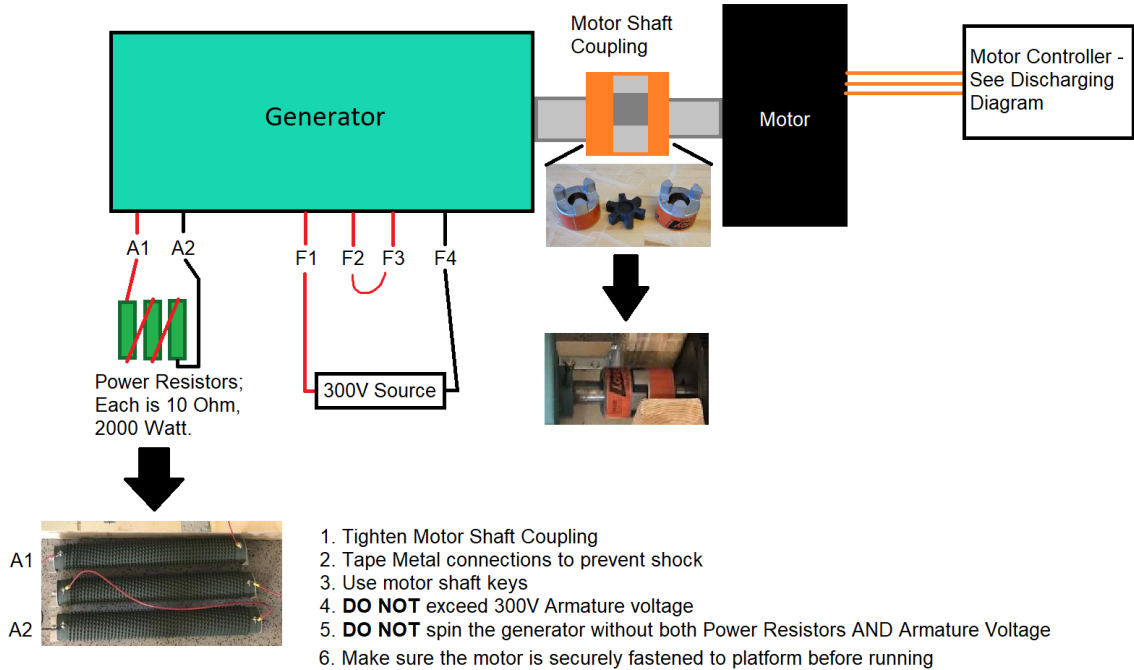 Motor Shaft
Coupling
Generator
Motor
Motor Controller -
See Discharging
Diagram
A1
A2
F1
F2
F3
F4
300V Source
Power Resistors;
Each is 10 Ohm,
2000 Watt.
A1
A2
1. Tighten Motor Shaft Coupling
2. Tape Metal connections to prevent shock
3. Use motor shaft keys
4. DO NOT exceed 300V Armature voltage
5. DO NOT spin the generator without both Power Resistors AND Armature Voltage
6. Make sure the motor is securely fastened to platform before running